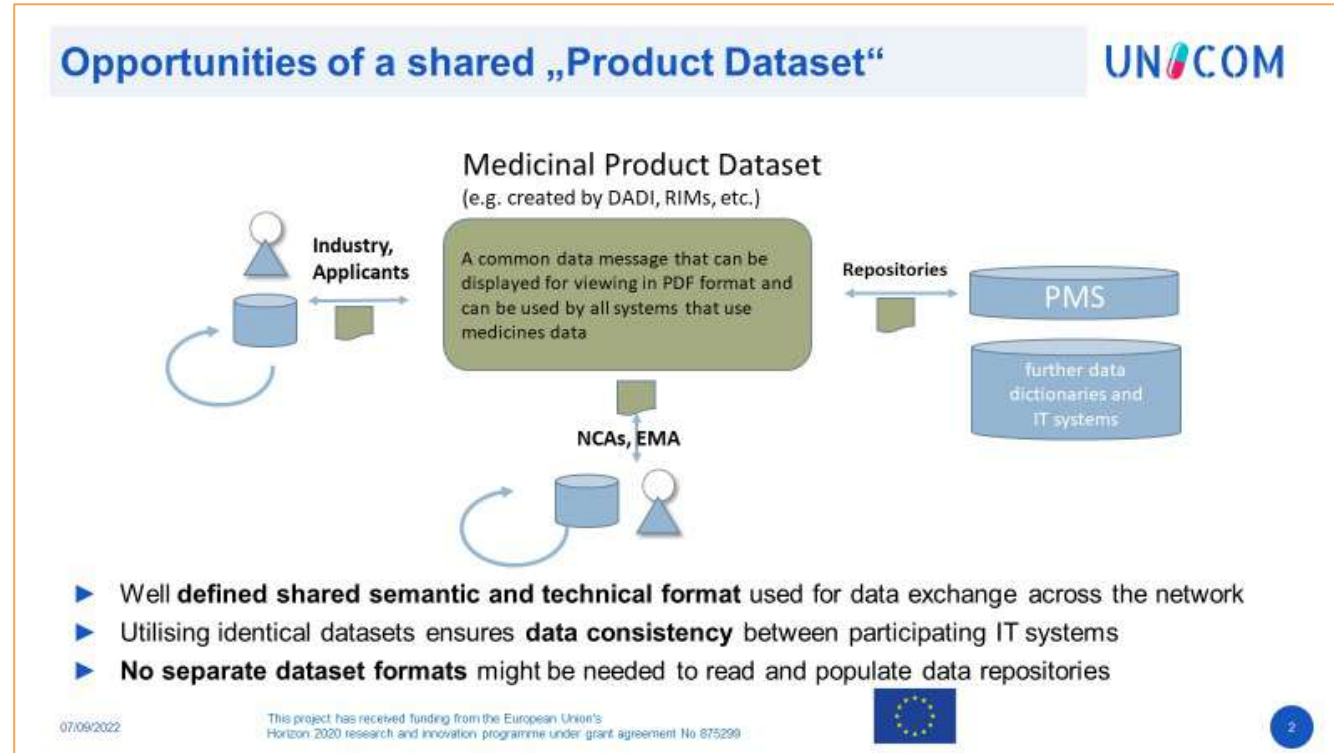 Opportunities of a shared „Product Dataset“
UNICOM
Medicinal Product Dataset
(e.g. created by DADI, RIMs, etc.)
Industry,
Applicants
A common data message that can be
displayed for viewing in PDF format and
can be used by all systems that use
medicines data
Repositories
PMS
further data
dictionaries and
IT systems
NCAs, EMA
► Well defined shared semantic and technical format used for data exchange across the network
► Utilising identical datasets ensures data consistency between participating IT systems
► No separate dataset formats might be needed to read and populate data repositories
07/09/2022
This project has received funding from the European Union's
Horizon 2020 research and innovation programme under grant agreement No 875299
2